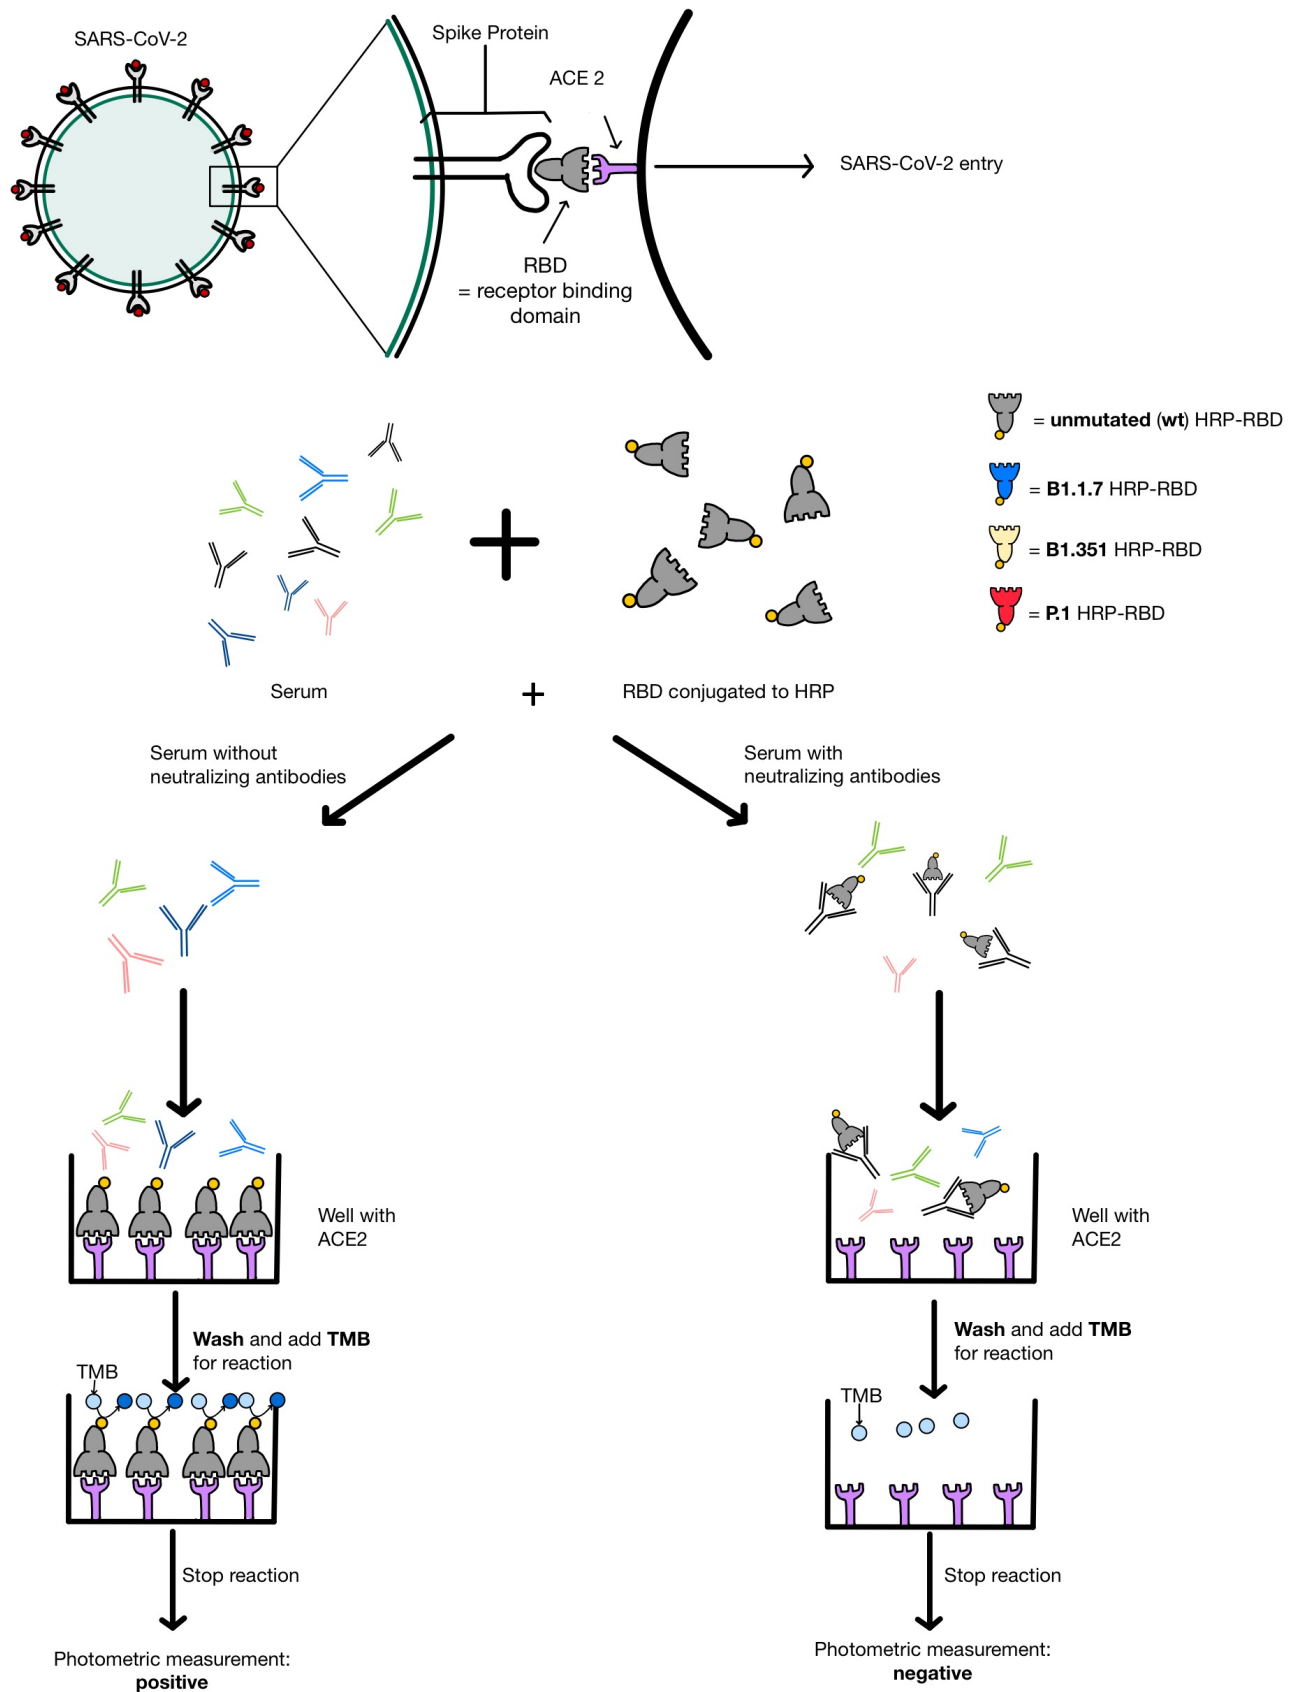 SARS-CoV-2
Spike Protein
ACE 2
SARS-CoV-2 entry
RBD
= receptor binding
domain
= unmutated (wt) HRP-RBD
= B1.1.7 HRP-RBD
= B1.351 HRP-RBD
= P.1 HRP-RBD
Serum
+
RBD conjugated to HRP
Serum without
neutralizing antibodies
Serum with
neutralizing antibodies
Well with
ACE2
Well with
ACE2
Wash and add TMB
for reaction
Wash and add TMB
for reaction
TMB
TMB
Stop reaction
Stop reaction
Photometric measurement:
positive
Photometric measurement:
negative